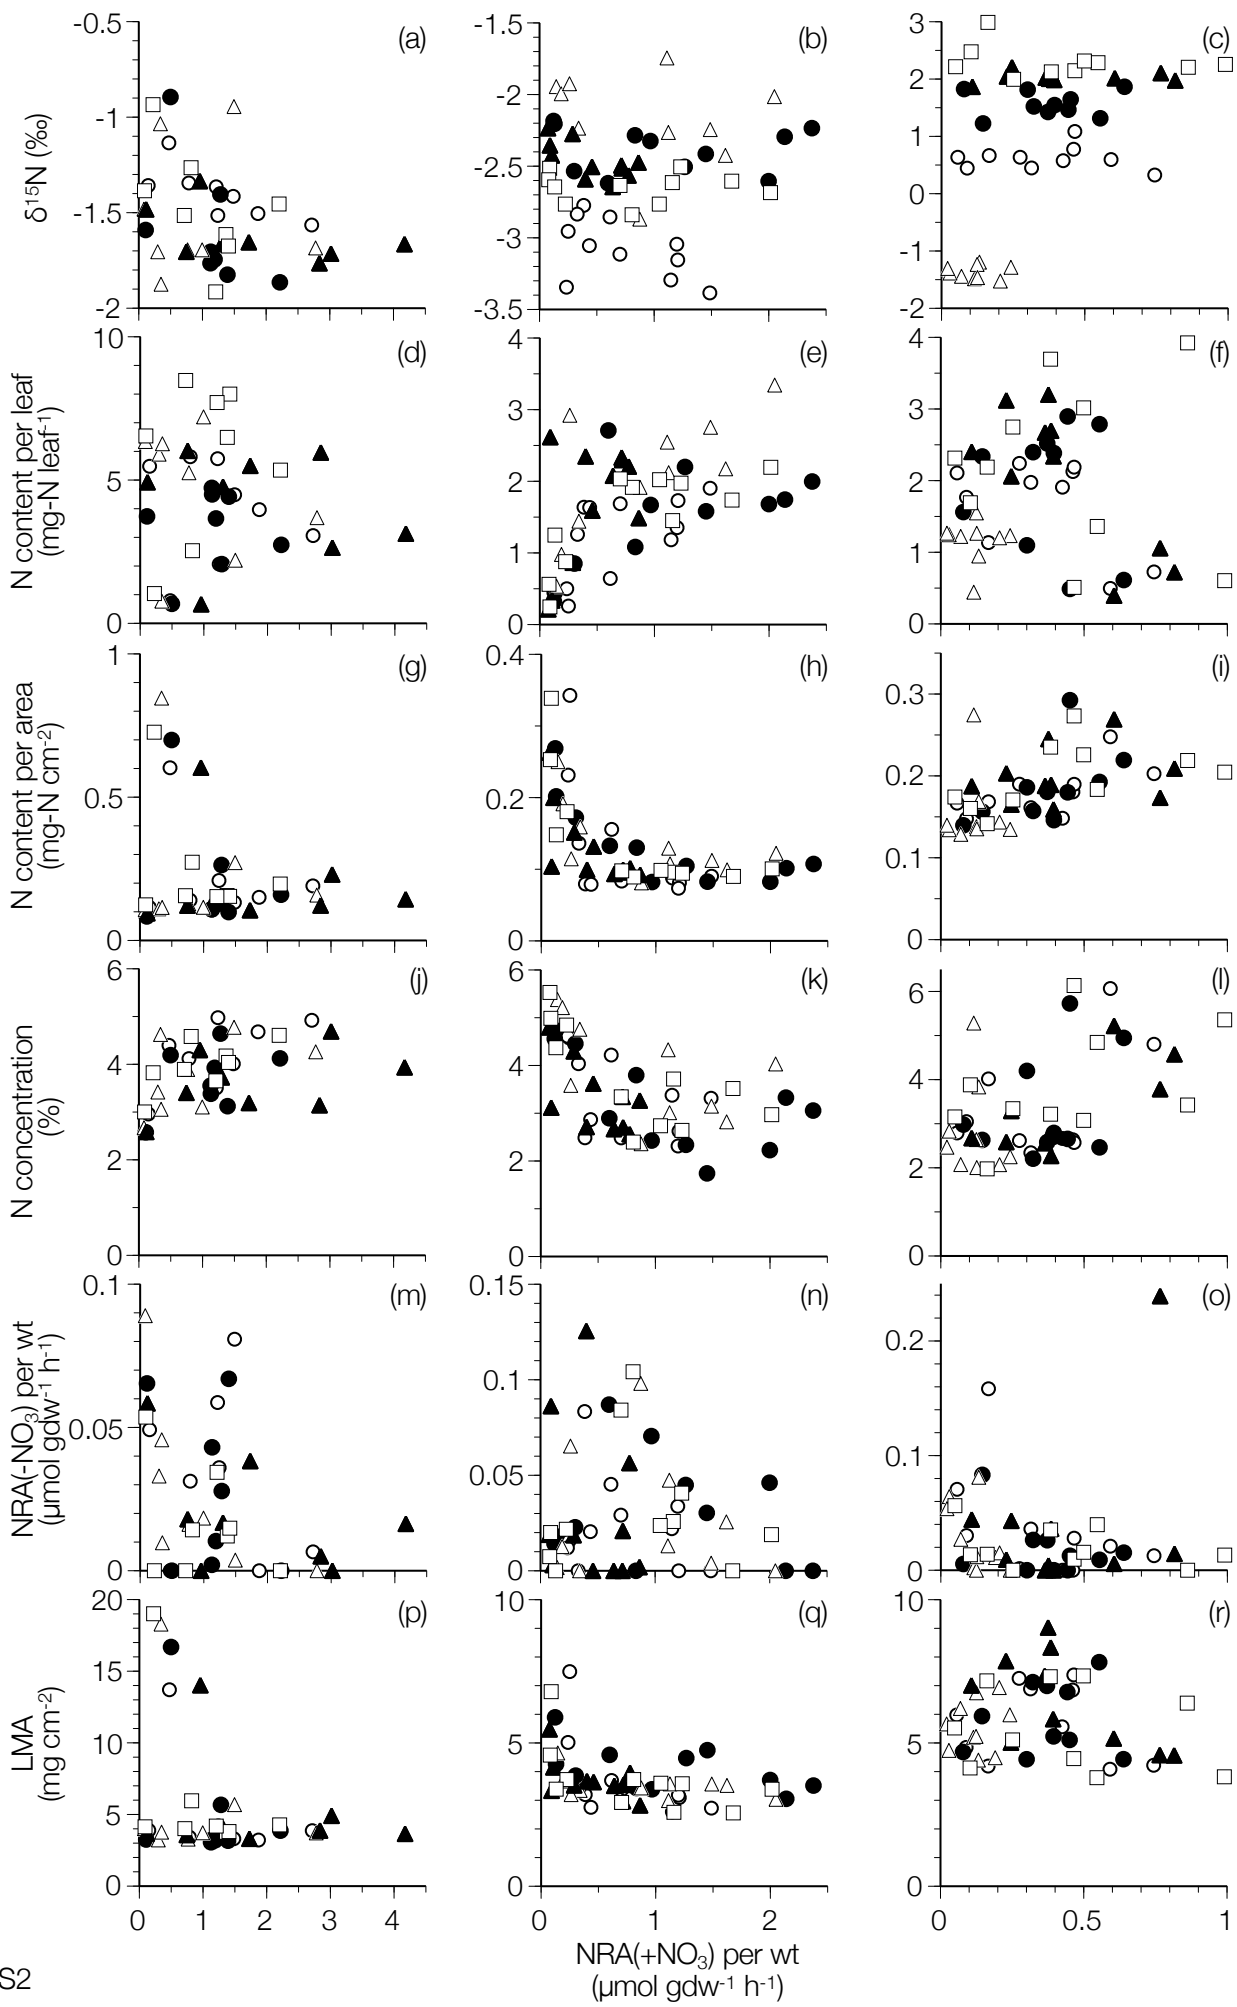 -0.5
-1
-1.5
-2
δ¹⁵N (‰)
(a)
-1.5
-2
-2.5
-3
-3.5
(b)
3
2
1
0
-1
-2
(c)
10
5
0
N content per leaf
(mg-N leaf⁻¹)
(d)
4
3
2
1
0
(e)
4
3
2
1
0
(f)
1
0.5
0
N content per area
(mg-N cm⁻²)
(g)
0.4
0.2
0
(h)
0.3
0.2
0.1
0
(i)
6
4
2
0
N concentration
(%)
(j)
6
4
2
0
(k)
6
4
2
0
(l)
0.1
0.05
0
NRA(-NO₃) per wt
(µmol gdw⁻¹ h⁻¹)
(m)
0.15
0.1
0.05
0
(n)
0.2
0.1
0
(o)
20
15
10
5
0
LMA
(mg cm⁻²)
(p)
10
5
0
(q)
10
5
0
(r)
0 1 2 3 4
0 1 2
0 0.5 1
NRA(+NO₃) per wt
(µmol gdw⁻¹ h⁻¹)
S2